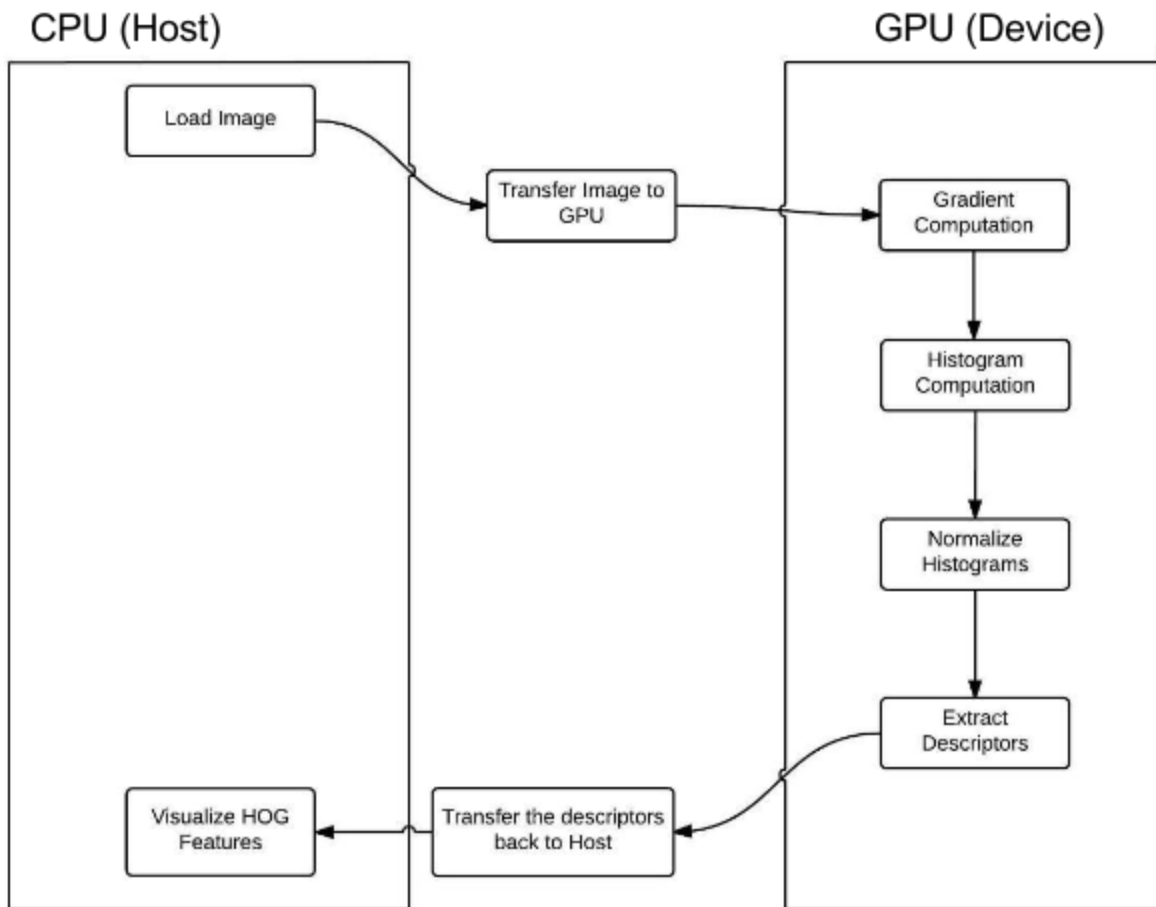 CPU (Host)
GPU (Device)
Load Image
Transfer Image to
GPU
Gradient
Computation
Histogram
Computation
Normalize
Histograms
Extract
Descriptors
Transfer the descriptors
back to Host
Visualize HOG
Features